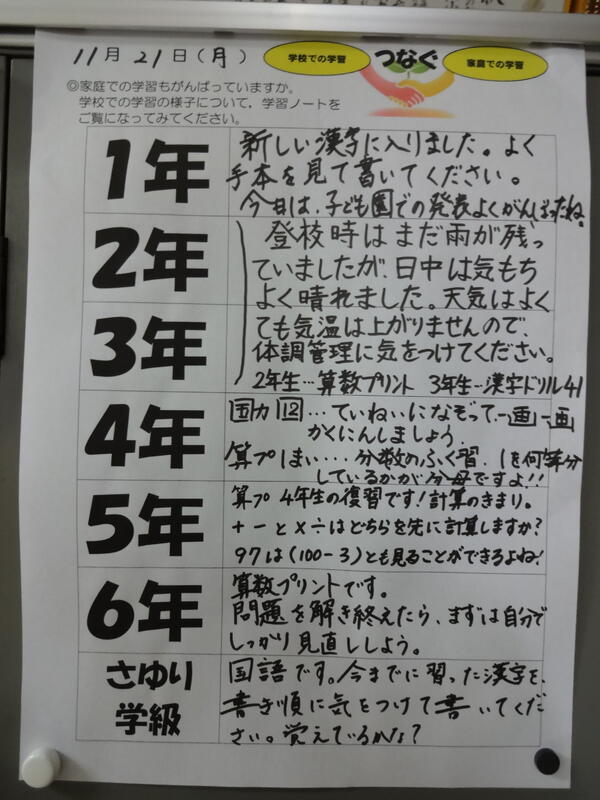 11月21日(月)
学校での学習
つなぐ
家庭での学習
◎家庭での学習もがんばっていますか。
学校での学習の様子について，学習ノートを
ご覧になってみてください。
1年
新しい漢字に入りました。よく
手本を見て書いてください。
今日は、子ども園での発表よくがんばったね。
2年
3年
登校時はまだ雨が残っ
ていましたが、日中は気もち
よく晴れました。天気はよく
ても気温は上がりませんので、
体調管理に気をつけてください。
2年生…算数プリント 3年生…漢字ドリル41
4年
国力 12 …ていねいになぞって、一画一画
かくにんしましょう.
算プ1まい…分数のふく習. 1を何等分
しているかが分母ですよ!!
5年
算プ 4年生の復習です!計算のきまり。
+-と×÷はどちらを先に計算しますか?
97は(100-3)とも見ることができるよね!
6年
算数プリントです。
問題を解き終えたら、まずは自分で
しっかり見直ししよう。
さゆり
学級
国語です。今までに習った漢字を、
書き順に気をつけて書いてくだ
さい。覚えているかな?